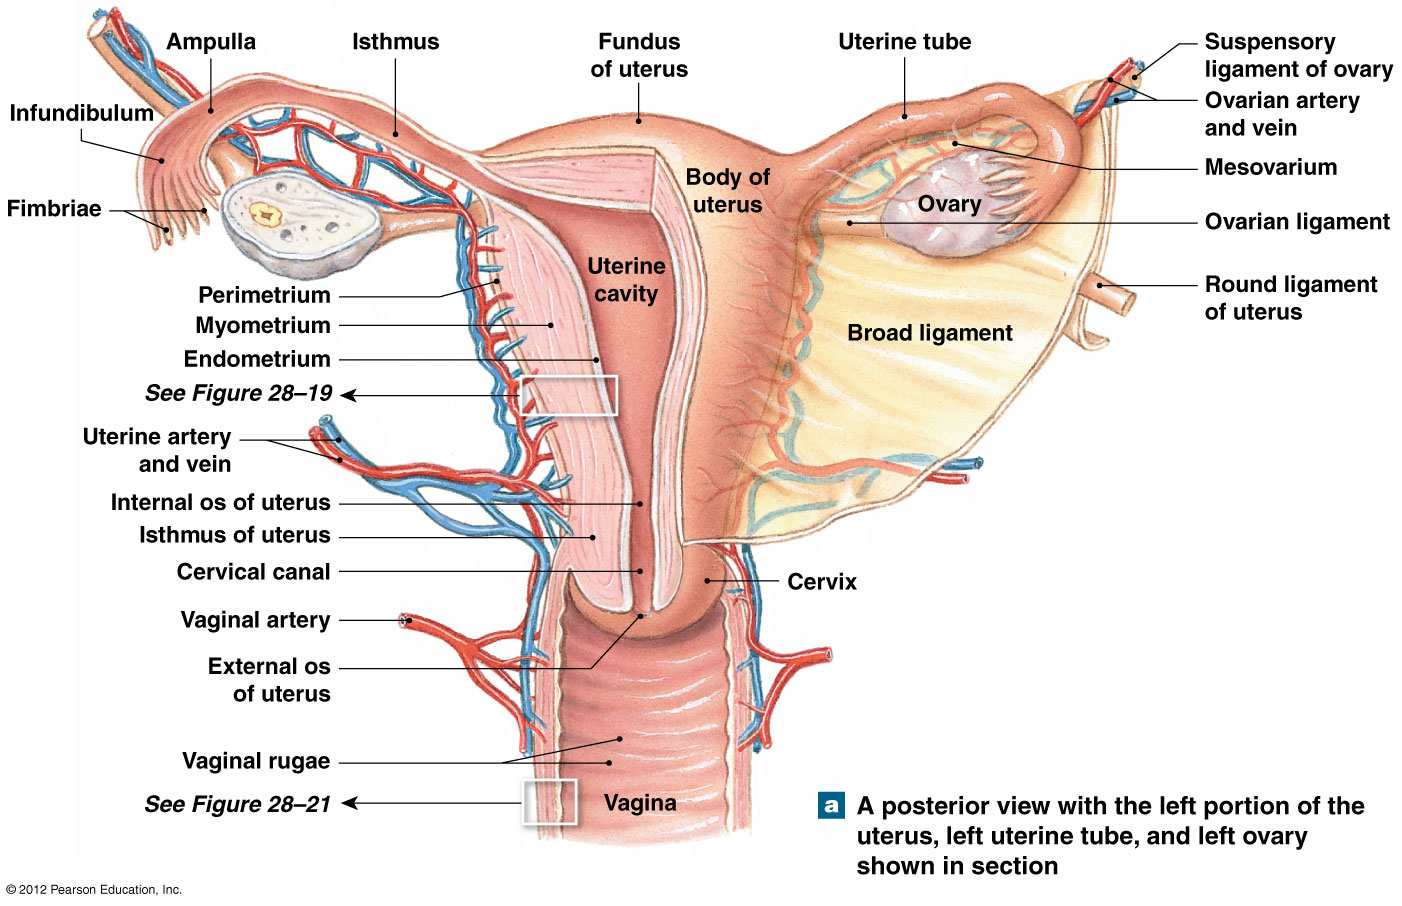 Ampulla
Isthmus
Fundus
of uterus
Uterine tube
Suspensory
ligament of ovary
Infundibulum
Ovarian artery
and vein
Mesovarium
Body of
uterus
Fimbriae
Ovary
Ovarian ligament
Uterine
cavity
Perimetrium
Round ligament
of uterus
Myometrium
Broad ligament
Endometrium
See Figure 28–19
Uterine artery
and vein
Internal os of uterus
Isthmus of uterus
Cervical canal
Cervix
Vaginal artery
External os
of uterus
Vaginal rugae
See Figure 28–21
Vagina
a A posterior view with the left portion of the
uterus, left uterine tube, and left ovary
shown in section
© 2012 Pearson Education, Inc.